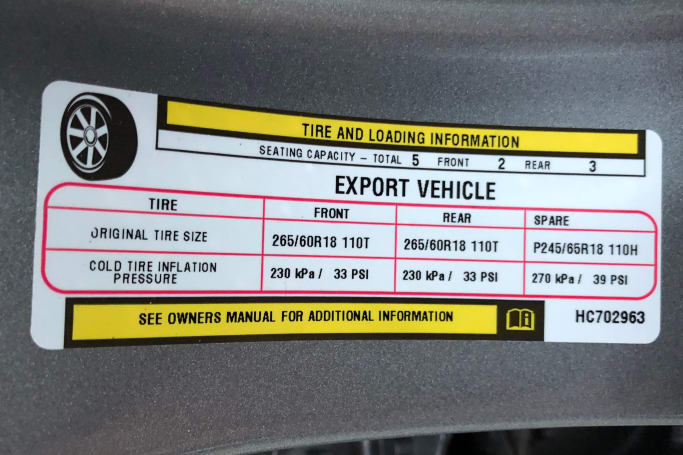 TIRE AND LOADING INFORMATION
SEATING CAPACITY – TOTAL 5 FRONT 2 REAR 3
EXPORT VEHICLE
TIRE FRONT REAR SPARE
ORIGINAL TIRE SIZE 265/60R18 110T 265/60R18 110T P245/65R18 110H
COLD TIRE INFLATION
PRESSURE 230 kPa / 33 PSI 230 kPa / 33 PSI 270 kPa / 39 PSI
SEE OWNERS MANUAL FOR ADDITIONAL INFORMATION
HC702963